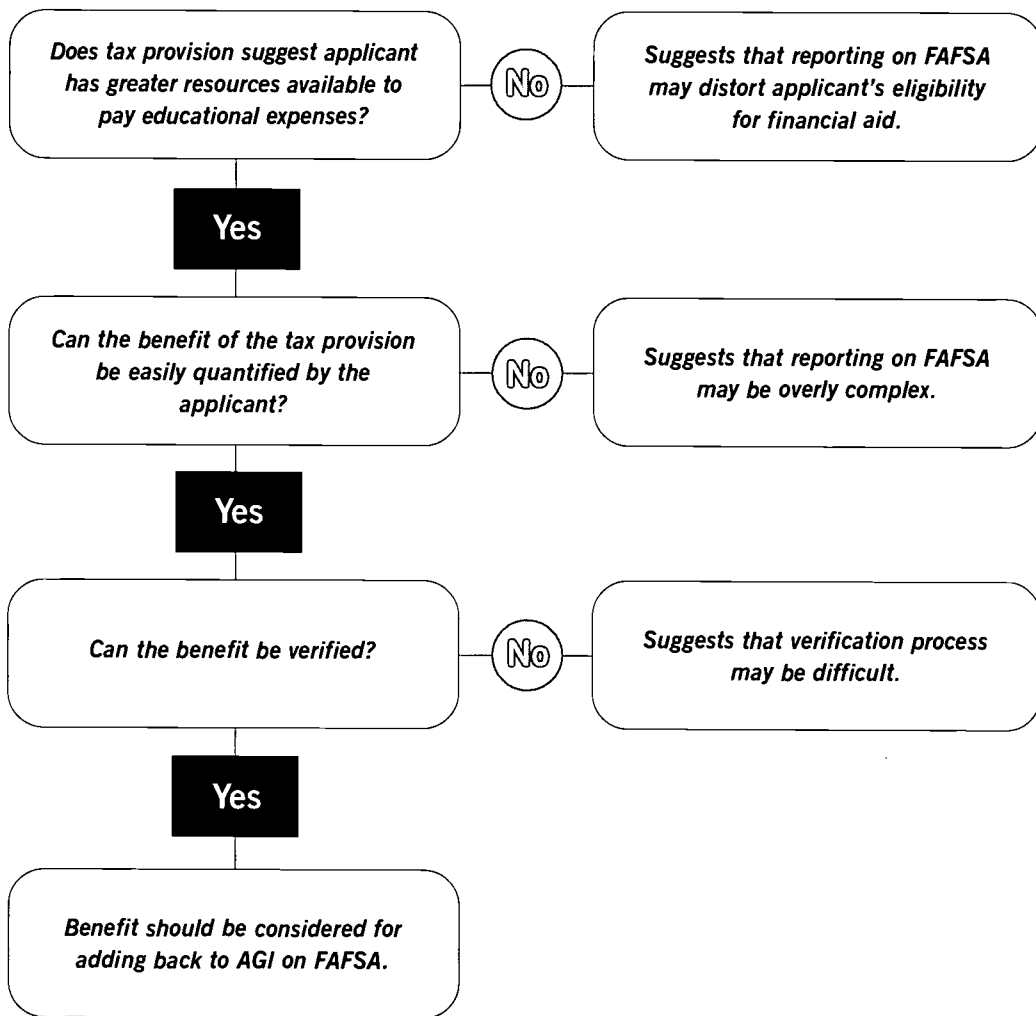 Does tax provision suggest applicant
has greater resources available to
pay educational expenses?
No
Suggests that reporting on FAFSA
may distort applicant's eligibility
for financial aid.
Yes
Can the benefit of the tax provision
be easily quantified by the
applicant?
No
Suggests that reporting on FAFSA
may be overly complex.
Yes
Can the benefit be verified?
No
Suggests that verification process
may be difficult.
Yes
Benefit should be considered for
adding back to AGI on FAFSA.